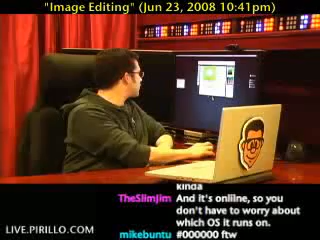 "Image Editing" (Jun 23, 2008 10:41pm)
kinda
TheSlimJim And it's onlilne, so you
don't have to worry about
which OS it runs on.
LIVE.PIRILLO.COM mikebuntu #000000 ftw